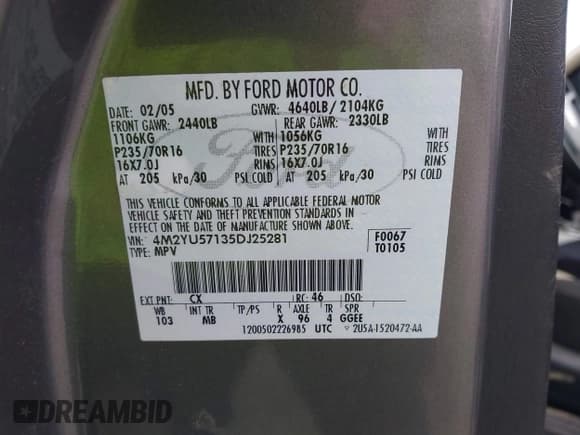 MFD. BY FORD MOTOR CO.
DATE: 02/05 GVWR: 4640LB/ 2104KG
FRONT GAWR: 2440LB REAR GAWR: 2330LB
1106KG WITH 1056KG WITH
P235/70R16 TIRES P235/70R16 TIRES
16X7.0J RIMS 16X7.0J RIMS
AT 205 kPa/30 PSI COLD AT 205 kPa/30 PSI COLD
THIS VEHICLE CONFORMS TO ALL APPLICABLE FEDERAL MOTOR
VEHICLE SAFETY AND THEFT PREVENTION STANDARDS IN
EFFECT ON THE DATE OF MANUFACTURE SHOWN ABOVE.
VIN: 4M2YU57135DJ25281 F0067
TYPE: MPV T0105
EXT PNT: CX RC: 46 DSO:
WB INT TR TP/PS R AXLE TR SPR
103 MB X 96 4 GGEE
1200502226985 UTC 2U5A-1520472-AA
Ford
DREAMBID